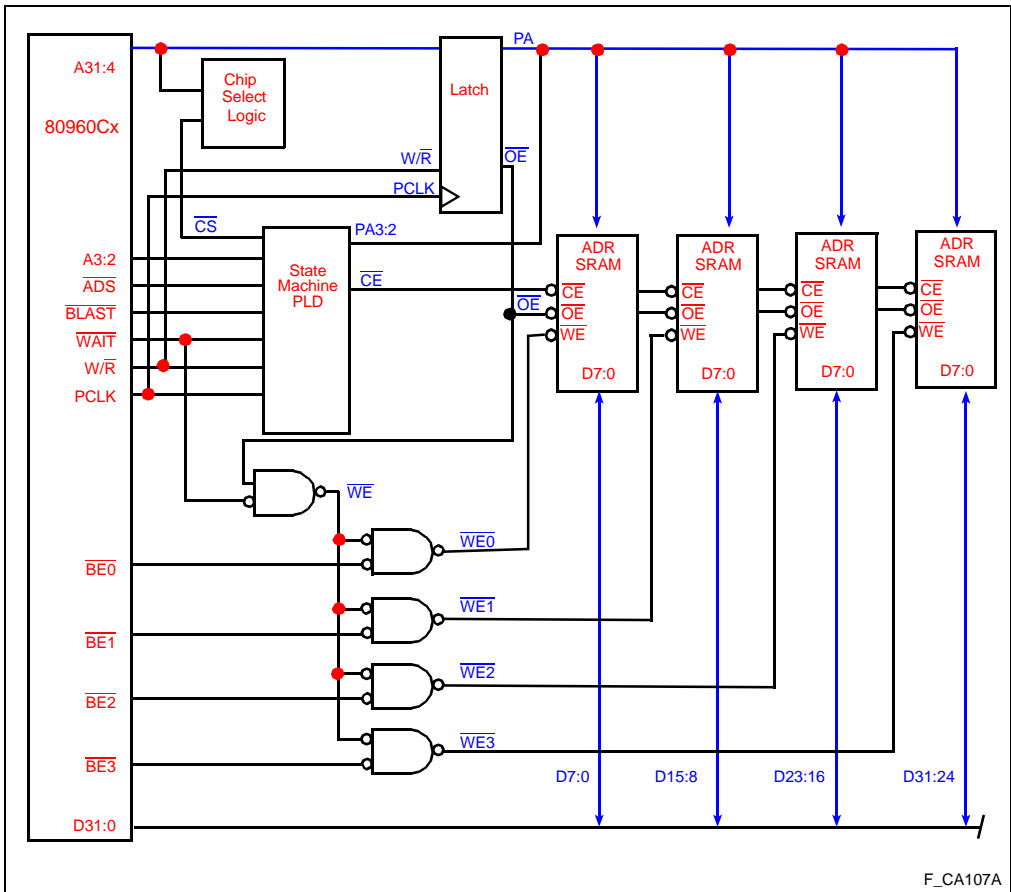 A31:4
80960Cx
A3:2
ADS
BLAST
WAIT
W/R
PCLK
BE0
BE1
BE2
BE3
D31:0
Chip
Select
Logic
CS
Latch
W/R
PCLK
PA
OE
State
Machine
PLD
PA3:2
CE
OE
WE
WE0
WE1
WE2
WE3
ADR
SRAM
CE
OE
WE
D7:0
ADR
SRAM
CE
OE
WE
D7:0
ADR
SRAM
CE
OE
WE
D7:0
ADR
SRAM
CE
OE
WE
D7:0
D7:0
D15:8
D23:16
D31:24
F_CA107A